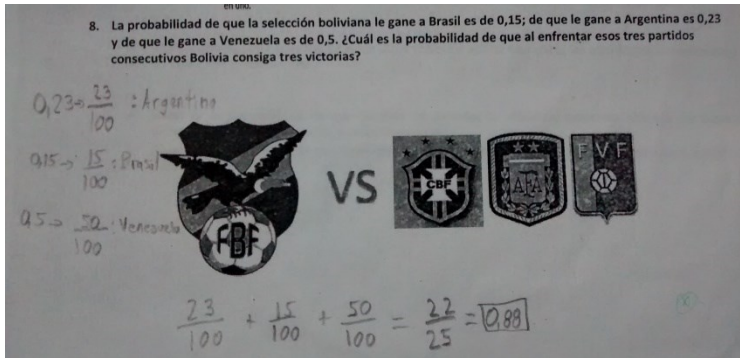 en uno.
8. La probabilidad de que la selección boliviana le gane a Brasil es de 0,15; de que le gane a Argentina es de 0,23
y de que le gane a Venezuela es de 0,5. ¿Cuál es la probabilidad de que al enfrentar esos tres partidos
consecutivos Bolivia consiga tres victorias?
0,23→ 23/100 : Argentina
0,15→ 15/100 : Brasil
0,5→ 50/100 : Venezuela
FBF
VS
CBF
AFA
FVF
23/100 + 15/100 + 50/100 = 22/25 = 0,88